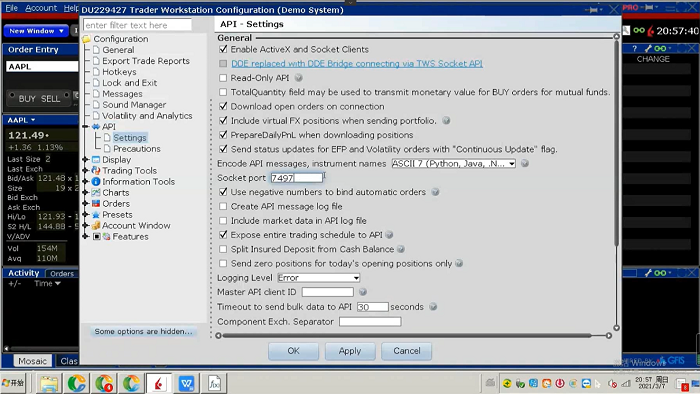 DU229427 Trader Workstation Configuration (Demo System)
File Account Help
PRO
New Window
20:57:40
Order Entry
AAPL
BUY SELL
AAPL
121.49
+1.36 1.13%
Last Size 2
Last Exch
Bid/Ask 121.48 x
Size 19 x 2
Bid Exch
Ask Exch
Hi/Lo 121.93 - 1
S2 H/L 144.88 - 5
V/ADV
Vol 154M
Avq 110M
Activity Orders
+/- Time
Mosaic Clas
enter filter text here
Configuration
General
Export Trade Reports
Hotkeys
Lock and Exit
Messages
Sound Manager
Volatility and Analytics
API
Settings
Precautions
Display
Trading Tools
Information Tools
Charts
Orders
Presets
Account Window
Features
Some options are hidden...
API - Settings
General
Enable ActiveX and Socket Clients
DDE replaced with DDE Bridge connecting via TWS Socket API
Read-Only API
TotalQuantity field may be used to transmit monetary value for BUY orders for mutual funds.
Download open orders on connection
Include virtual FX positions when sending portfolio.
PrepareDailyPnL when downloading positions
Send status updates for EFP and Volatility orders with "Continuous Update" flag.
Encode API messages, instrument names ASCII 7 (Python, Java, .N...
Socket port 7497
Use negative numbers to bind automatic orders
Create API message log file
Include market data in API log file
Expose entire trading schedule to API
Split Insured Deposit from Cash Balance
Send zero positions for today's opening positions only
Logging Level Error
Master API client ID
Timeout to send bulk data to API 30 seconds
Component Exch. Separator
OK Apply Cancel
CHANGE
Windows
开始
20:57 周日
2021/3/7